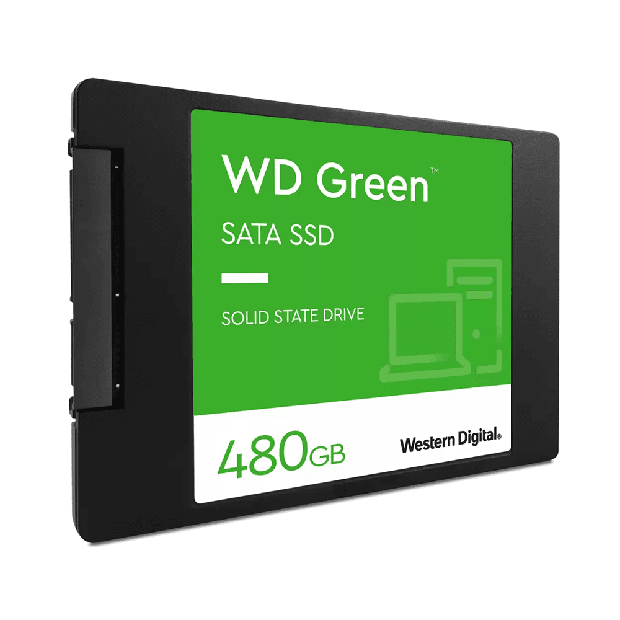 WD Green™
SATA SSD
SOLID STATE DRIVE
480GB
Western Digital®